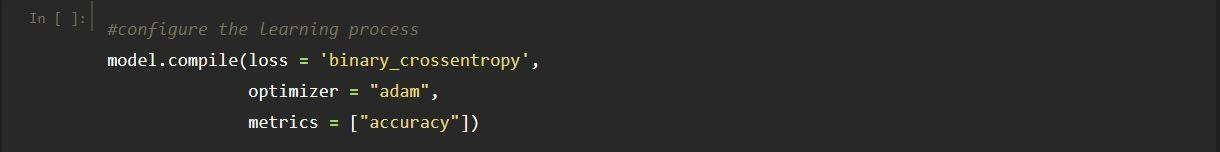 In [ ]:
#configure the learning process
model.compile(loss = 'binary_crossentropy',
optimizer = "adam",
metrics = ["accuracy"])